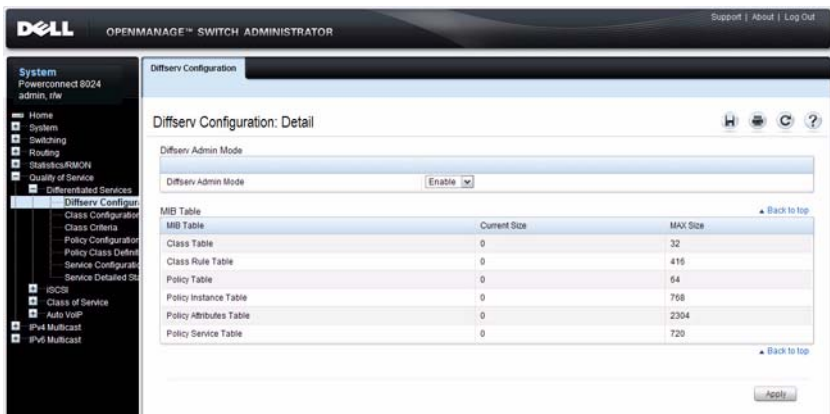 Support | About | Log Out
DELL OPENMANAGE™ SWITCH ADMINISTRATOR
System
Powerconnect 8024
admin, r/w
Home
System
Switching
Routing
Statistics/RMON
Quality of Service
Differentiated Services
Diffserv Configur
Class Configuration
Class Criteria
Policy Configuration
Policy Class Definit
Service Configuratic
Service Detailed Sta
iSCSI
Class of Service
Auto VoIP
IPv4 Multicast
IPv6 Multicast
Diffserv Configuration
Diffserv Configuration: Detail
Diffserv Admin Mode
Diffserv Admin Mode Enable
MIB Table
▲ Back to top
MIB Table Current Size MAX Size
Class Table 0 32
Class Rule Table 0 416
Policy Table 0 64
Policy Instance Table 0 768
Policy Attributes Table 0 2304
Policy Service Table 0 720
▲ Back to top
Apply